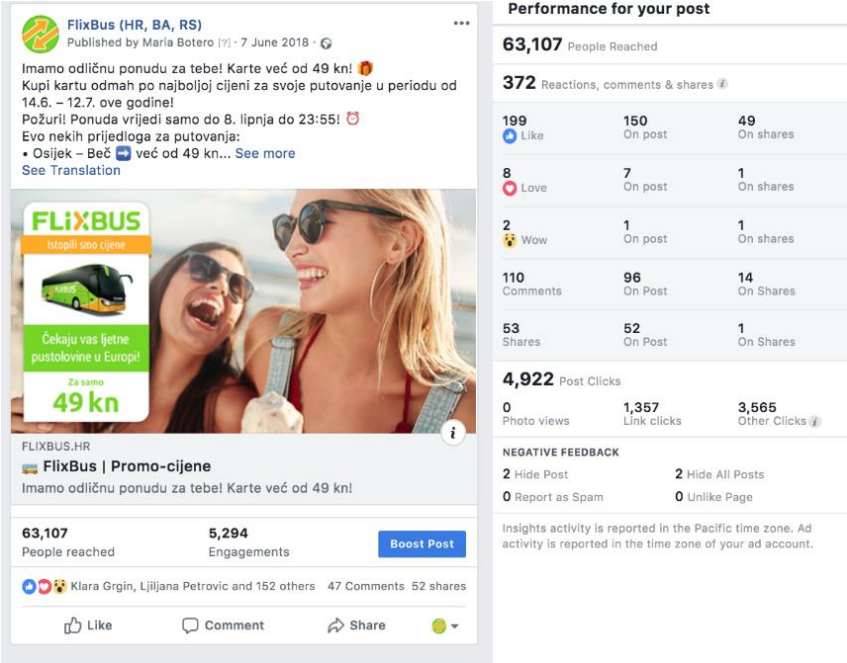 FlixBus (HR, BA, RS)
Published by Maria Botero [?] · 7 June 2018 ·
Imamo odličnu ponudu za tebe! Karte već od 49 kn! 🎁
Kupi kartu odmah po najboljoj cijeni za svoje putovanje u periodu od
14.6. – 12.7. ove godine!
Požuri! Ponuda vrijedi samo do 8. lipnja do 23:55! ⏰
Evo nekih prijedloga za putovanja:
• Osijek – Beč ➡️ već od 49 kn... See more
See Translation
FLiXBUS
Istopili smo cijene
FLiXBUS
Čekaju vas ljetne
pustolovine u Europi!
Za samo
49 kn
FLIXBUS.HR
🚌 FlixBus | Promo-cijene
Imamo odličnu ponudu za tebe! Karte već od 49 kn!
63,107
People reached
5,294
Engagements
Boost Post
Klara Grgin, Ljiljana Petrovic and 152 others 47 Comments 52 shares
Like Comment Share
Performance for your post
63,107 People Reached
372 Reactions, comments & shares
199 150 49
Like On post On shares
8 7 1
Love On post On shares
2 1 1
Wow On post On shares
110 96 14
Comments On Post On Shares
53 52 1
Shares On Post On Shares
4,922 Post Clicks
0 1,357 3,565
Photo views Link clicks Other Clicks
NEGATIVE FEEDBACK
2 Hide Post 2 Hide All Posts
0 Report as Spam 0 Unlike Page
Insights activity is reported in the Pacific time zone. Ad
activity is reported in the time zone of your ad account.